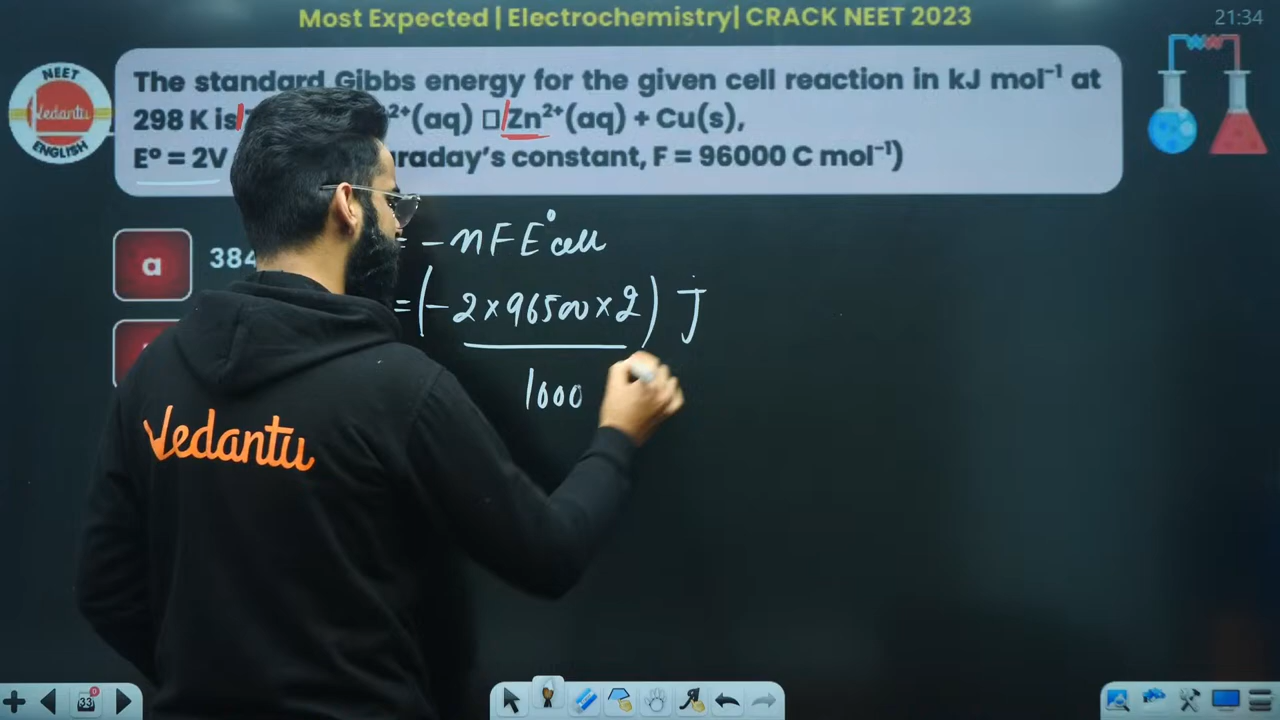 Most Expected | Electrochemistry| CRACK NEET 2023
21:34
NEET
Vedantu
ENGLISH
The standard Gibbs energy for the given cell reaction in kJ mol⁻¹ at
298 K is ²⁺(aq) □ Zn²⁺(aq) + Cu(s),
E° = 2V Faraday's constant, F = 96000 C mol⁻¹)
a 384
= -nFE°cell
= (-2×96500×2) J
1000
Vedantu
33
0